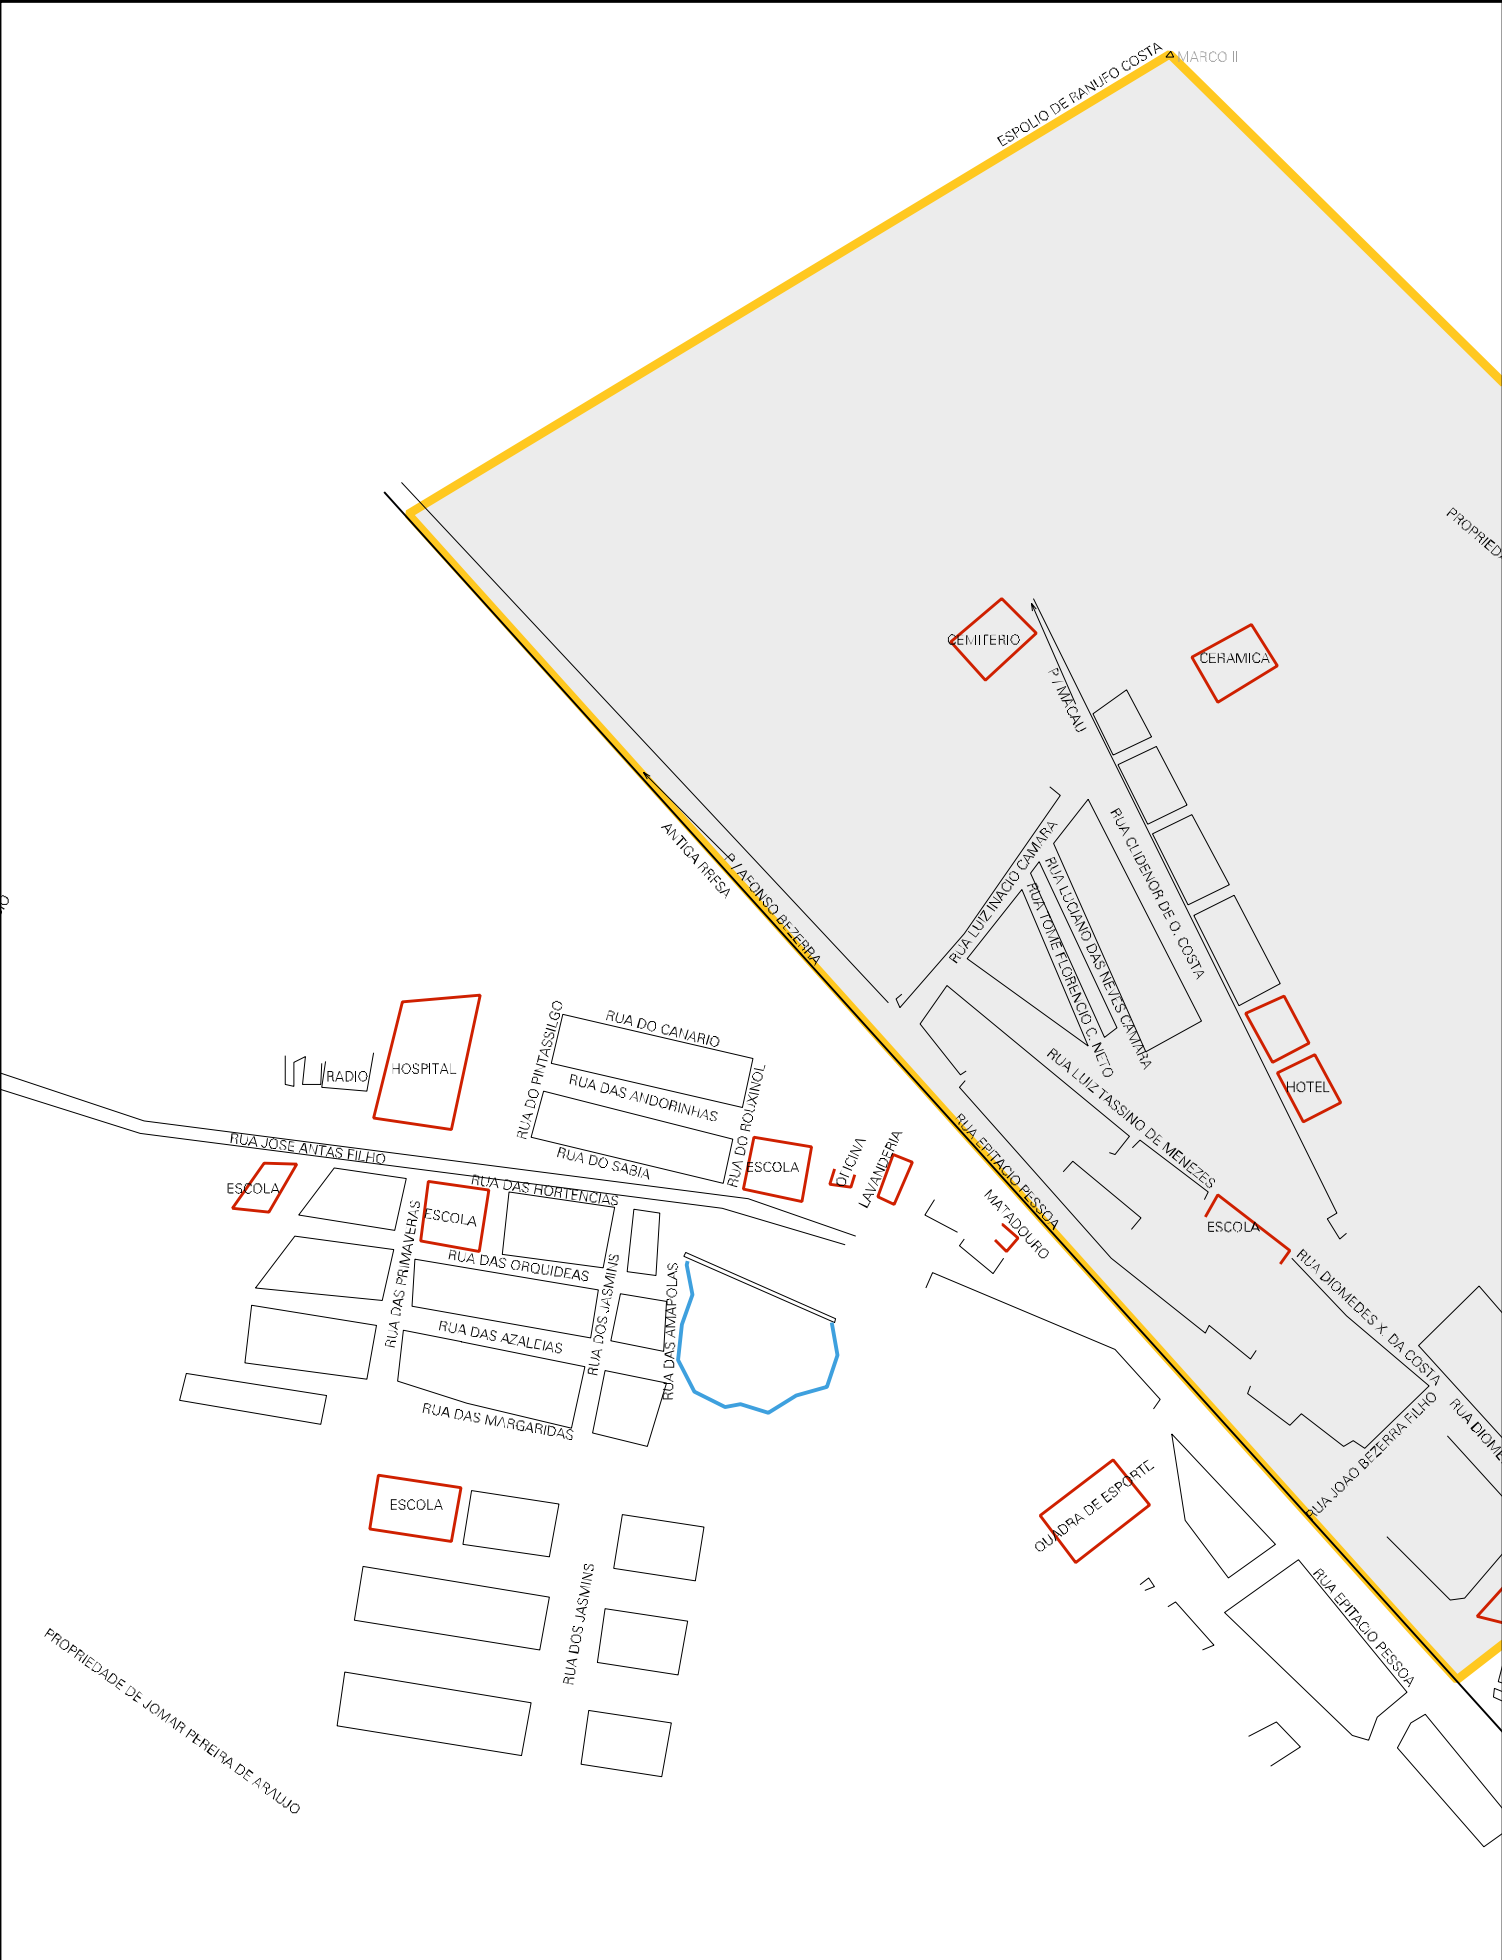 ESPOLIO DE RANUFO COSTA
MARCO II
CEMITERIO
CERAMICA
P / MACAU
ANTIGA RRFSA
P / AFONSO BEZERRA
RUA LUIZ INACIO CAMARA
RUA LUCIANO DAS NEVES CAMARA
RUA TOME FLORENCIO C. NETO
RUA CLIDENOR DE O. COSTA
HOSPITAL
RADIO
RUA DO PINTASSILGO
RUA DO CANARIO
RUA DAS ANDORINHAS
RUA DO ROUXINOL
RUA DO SABIA
RUA LUIZ TASSINO DE MENEZES
HOTEL
RUA JOSE ANTAS FILHO
ESCOLA
ESCOLA
RUA DAS HORTENCIAS
ESCOLA
OFICINA
LAVANDERIA
RUA EPITACIO PESSOA
MATADOURO
ESCOLA
RUA DAS PRIMAVERAS
RUA DAS ORQUIDEAS
RUA DOS JASMINS
RUA DAS AMAPOLAS
RUA DAS AZALEIAS
RUA DAS MARGARIDAS
RUA DIOMEDES X. DA COSTA
RUA JOAO BEZERRA FILHO
ESCOLA
QUADRA DE ESPORTE
RUA DOS JASMINS
RUA EPITACIO PESSOA
PROPRIEDADE DE JOMAR PEREIRA DE ARAUJO